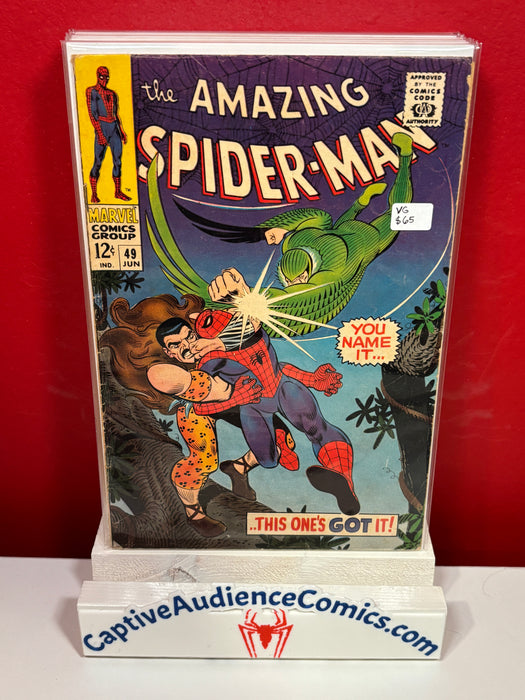 the AMAZING
SPIDER-MAN
APPROVED
BY THE
COMICS
CODE
CA
AUTHORITY
MARVEL
COMICS
GROUP
12¢
IND.
49
JUN
VG
$65
YOU
NAME
IT...
..THIS ONE'S GOT IT!
CaptiveAudienceComics.com